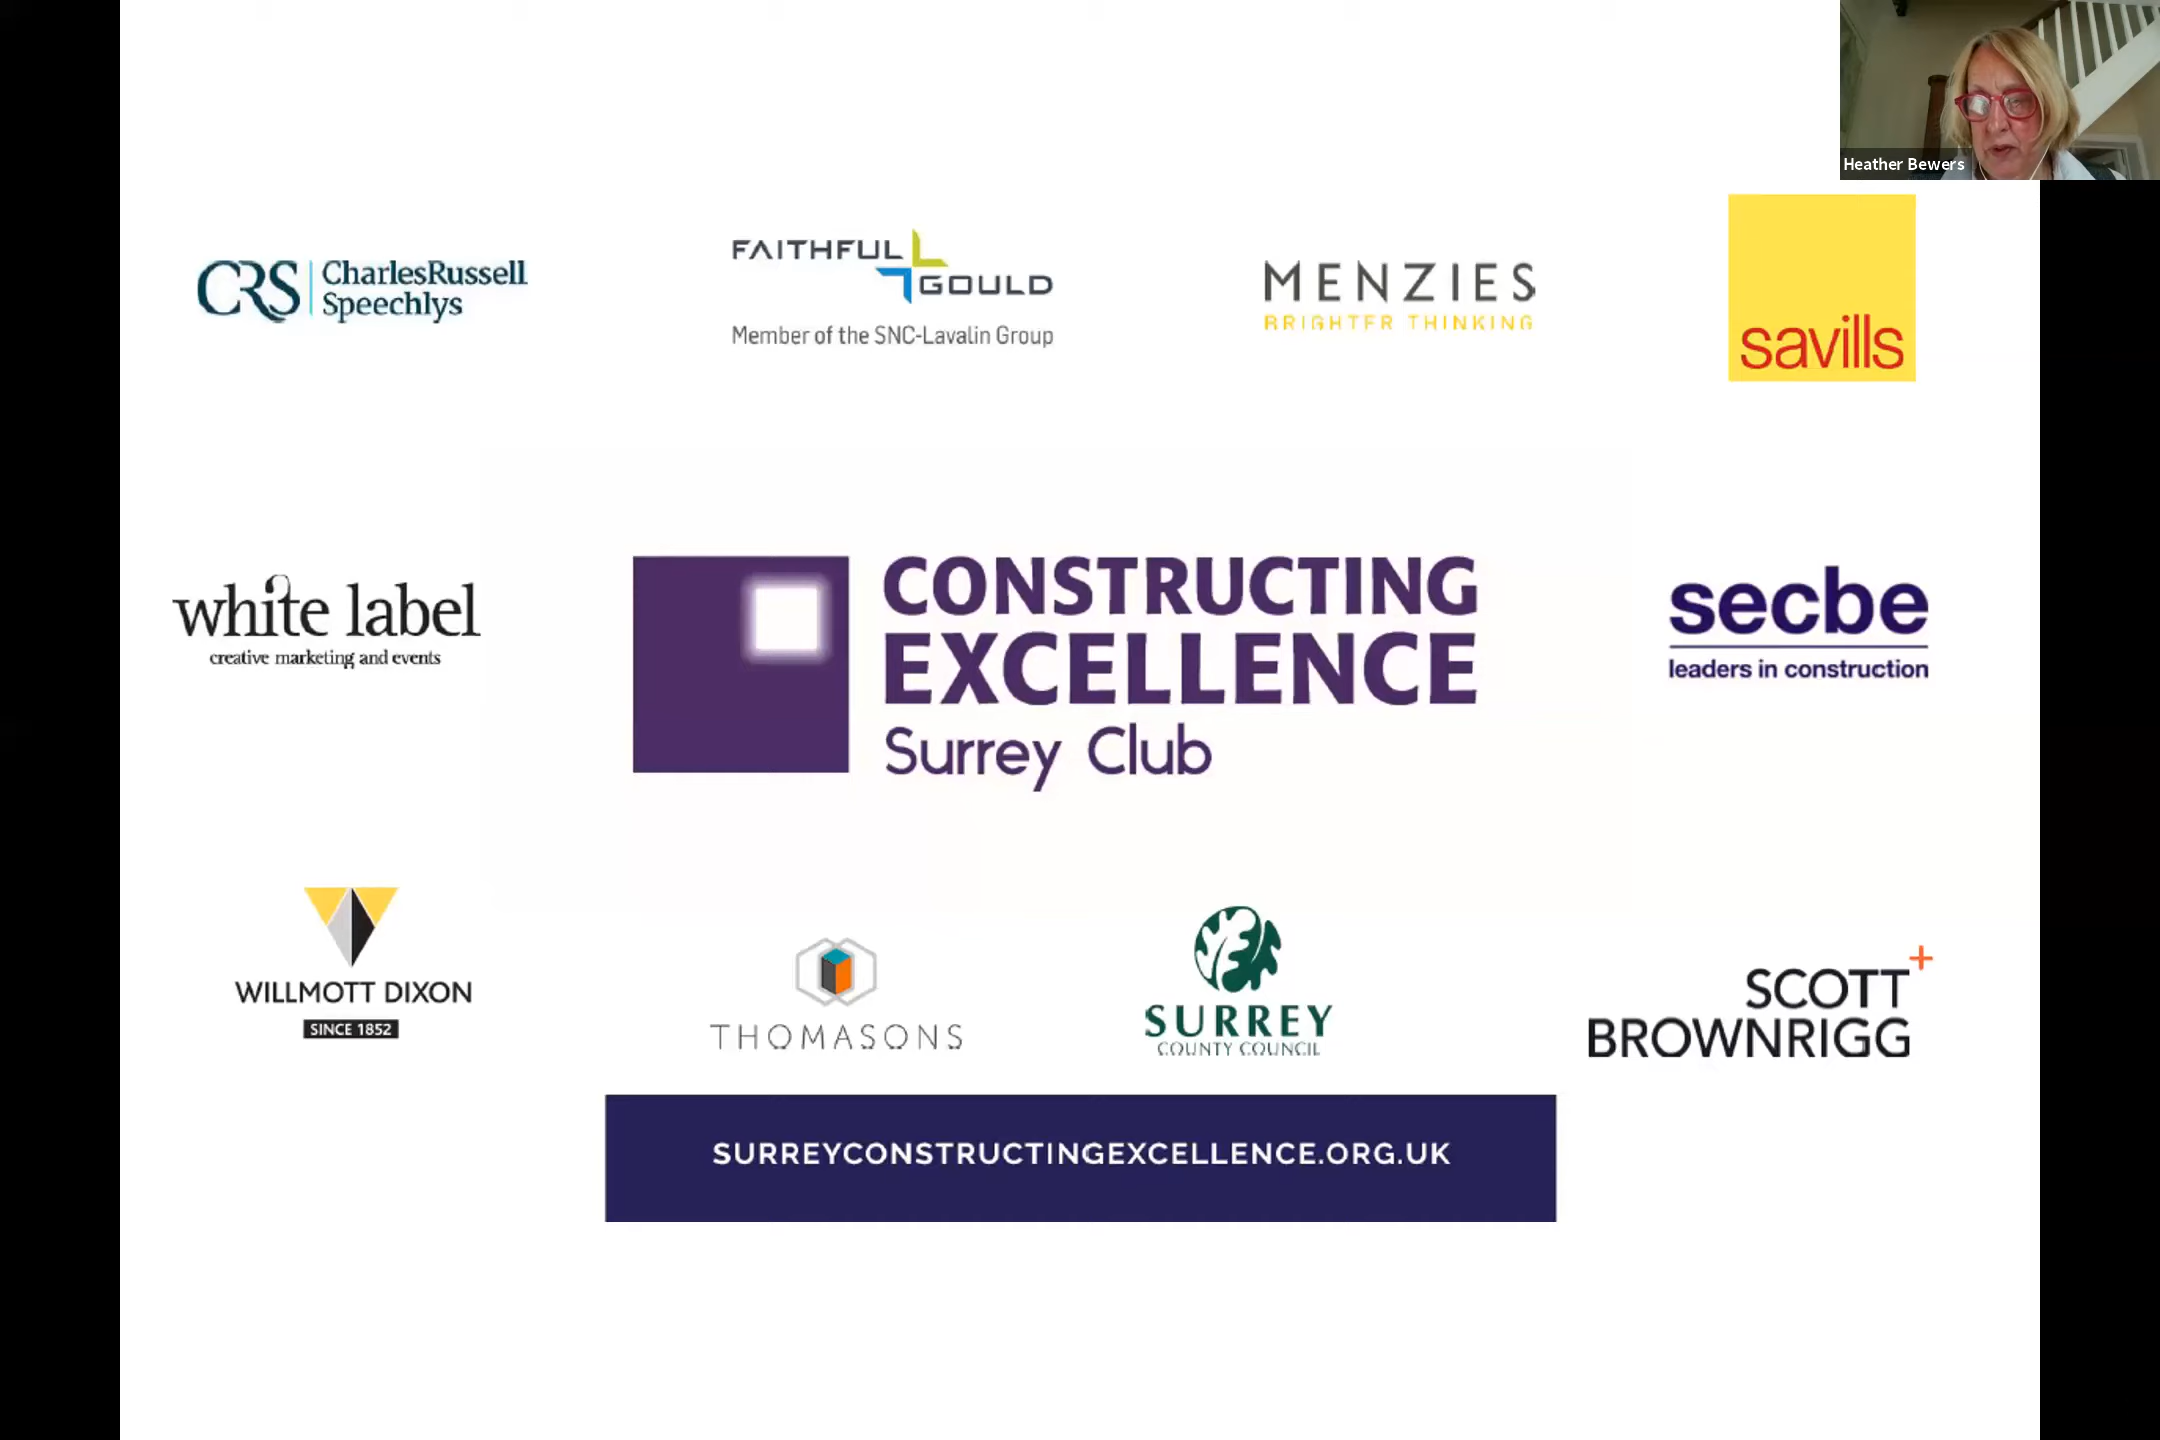 Heather Bewers
CRS
CharlesRussell
Speechlys
FAITHFUL
GOULD
Member of the SNC-Lavalin Group
MENZIES
BRIGHTER THINKING
savills
white label
creative marketing and events
CONSTRUCTING
EXCELLENCE
Surrey Club
secbe
leaders in construction
WILLMOTT DIXON
SINCE 1852
THOMASONS
SURREY
COUNTY COUNCIL
SCOTT
BROWNRIGG
SURREYCONSTRUCTINGEXCELLENCE.ORG.UK